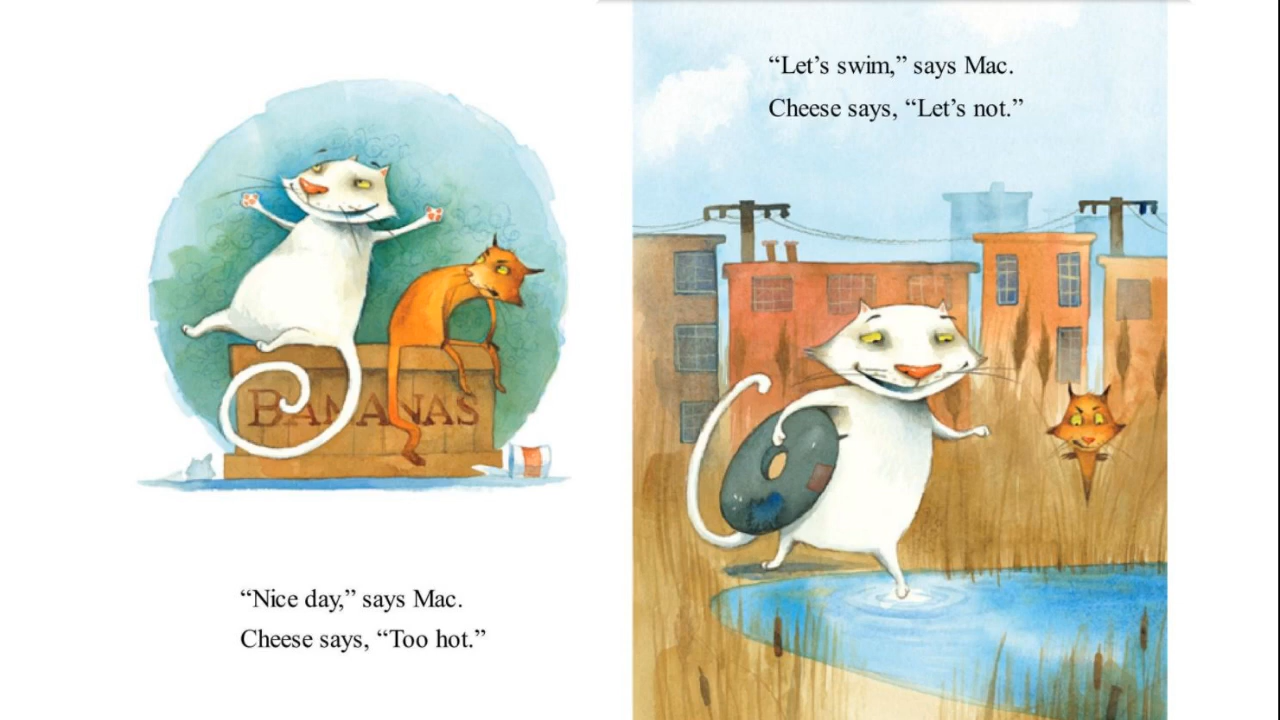 BANANAS
“Nice day,” says Mac.
Cheese says, “Too hot.”
“Let’s swim,” says Mac.
Cheese says, “Let’s not.”